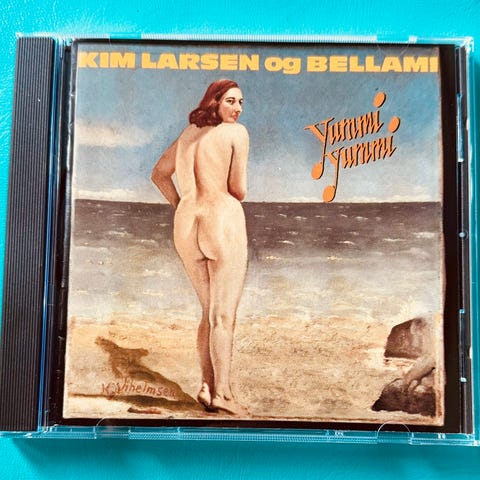 KIM LARSEN og BELLAMI
Yummi
Yummi
K. Vilhelmsen